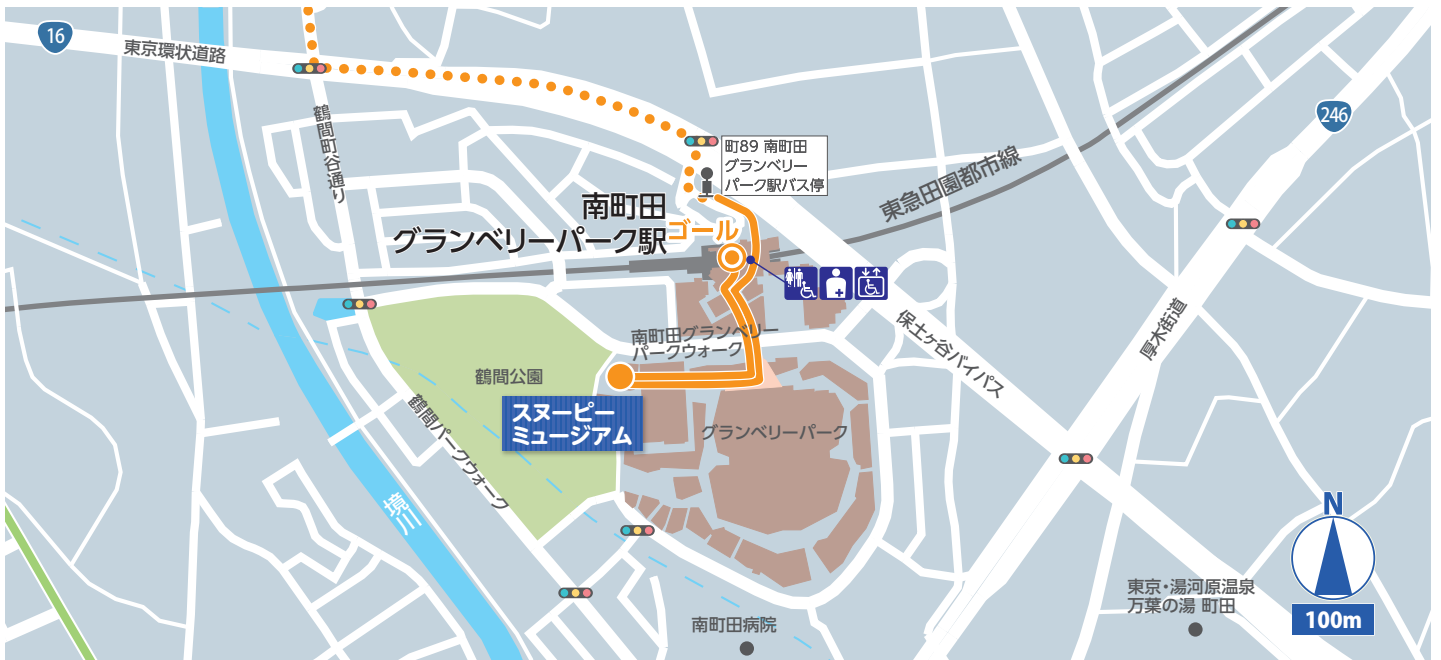 16
東京環状道路
246
鶴間町谷通り
町89 南町田
グランベリー
パーク駅バス停
東急田園都市線
南町田
グランベリーパーク駅
ゴール
南町田グランベリー
パークウォーク
保土ヶ谷バイパス
厚木街道
鶴間公園
スヌーピー
ミュージアム
鶴間パークウォーク
グランベリーパーク
境川
N
100m
東京・湯河原温泉
万葉の湯 町田
南町田病院